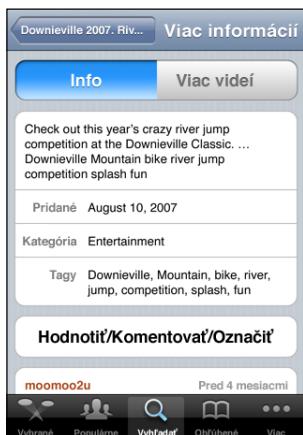 Downieville 2007. Riv... Viac informácií
Info Viac videí
Check out this year's crazy river jump
competition at the Downieville Classic. ...
Downieville Mountain bike river jump
competition splash fun
Pridané August 10, 2007
Kategória Entertainment
Tagy Downieville, Mountain, bike, river,
jump, competition, splash, fun
Hodnotiť/Komentovať/Označiť
moomoo2u Pred 4 mesiacmi
Vybrané Populárne Vyhľadať Obľúbené Viac